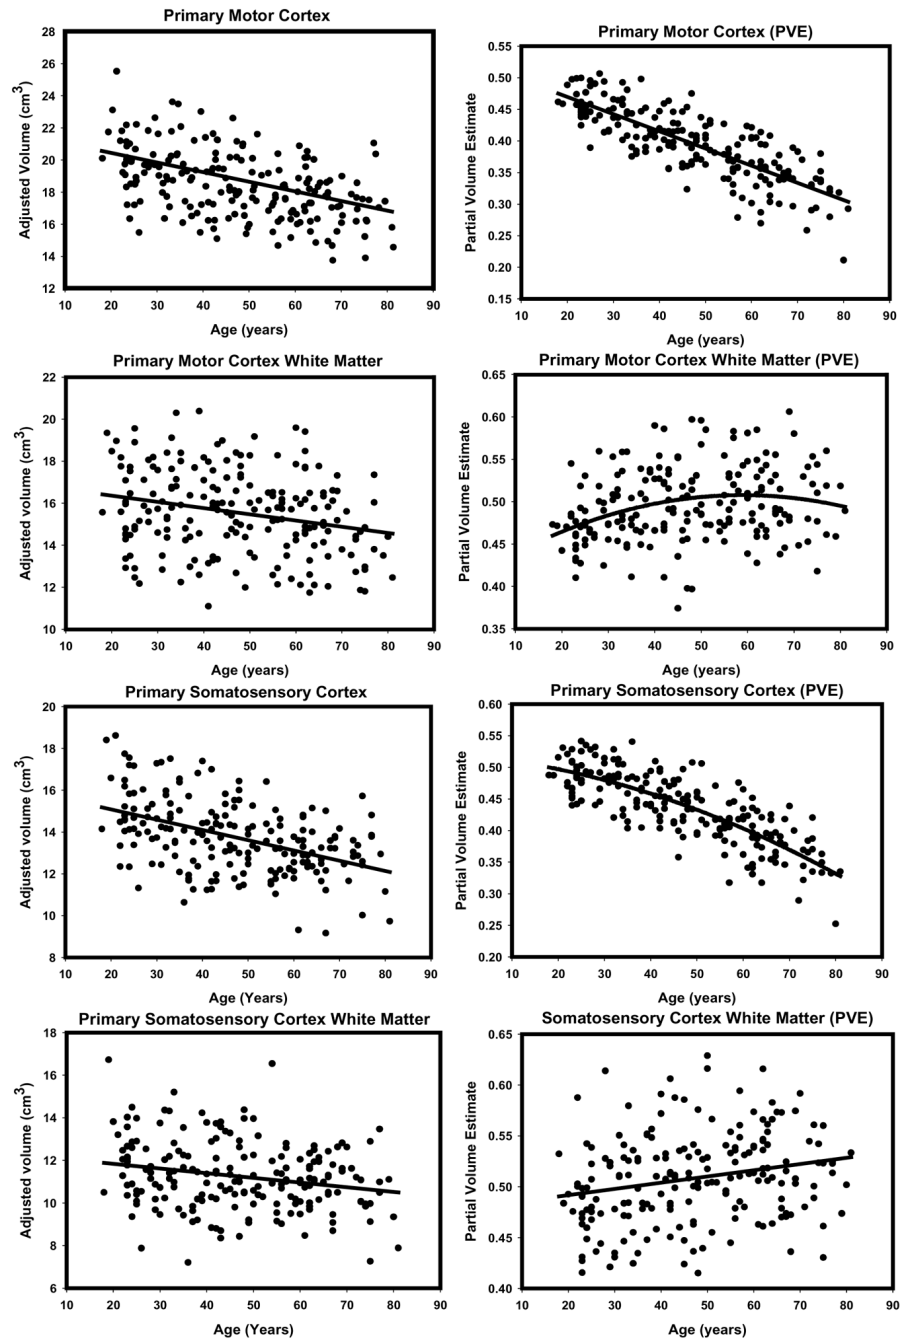 Primary Motor Cortex
28
26
24
22
20
18
16
14
12
10 20 30 40 50 60 70 80 90
Adjusted Volume (cm3)
Age (years)
Primary Motor Cortex (PVE)
0.55
0.50
0.45
0.40
0.35
0.30
0.25
0.20
0.15
10 20 30 40 50 60 70 80 90
Partial Volume Estimate
Age (years)
Primary Motor Cortex White Matter
22
20
18
16
14
12
10
10 20 30 40 50 60 70 80 90
Adjusted volume (cm3)
Age (years)
Primary Motor Cortex White Matter (PVE)
0.65
0.60
0.55
0.50
0.45
0.40
0.35
10 20 30 40 50 60 70 80 90
Partial Volume Estimate
Age (years)
Primary Somatosensory Cortex
20
18
16
14
12
10
8
10 20 30 40 50 60 70 80 90
Adjusted volume (cm3)
Age (Years)
Primary Somatosensory Cortex (PVE)
0.60
0.55
0.50
0.45
0.40
0.35
0.30
0.25
0.20
10 20 30 40 50 60 70 80 90
Partial Volume Estimate
Age (years)
Primary Somatosensory Cortex White Matter
18
16
14
12
10
8
6
10 20 30 40 50 60 70 80 90
Adjusted volume (cm3)
Age (Years)
Somatosensory Cortex White Matter (PVE)
0.65
0.60
0.55
0.50
0.45
0.40
10 20 30 40 50 60 70 80 90
Partial Volume Estimate
Age (years)